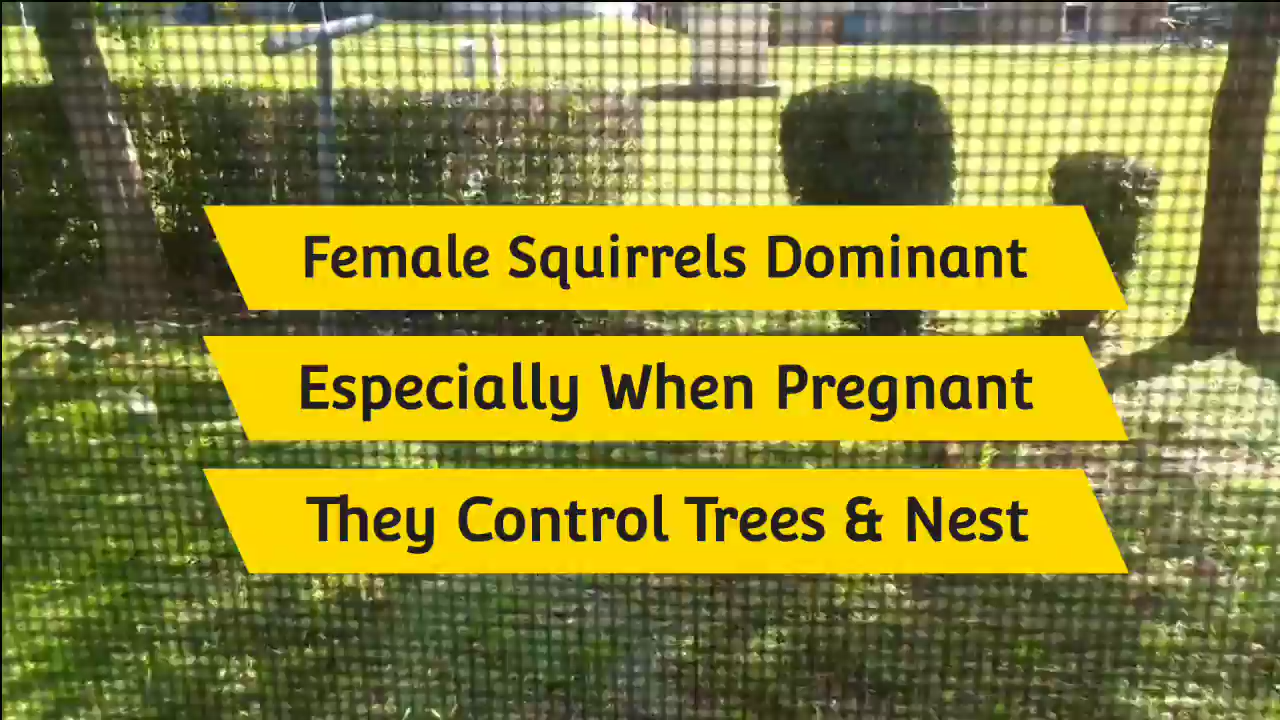 Female Squirrels Dominant
Especially When Pregnant
They Control Trees & Nest